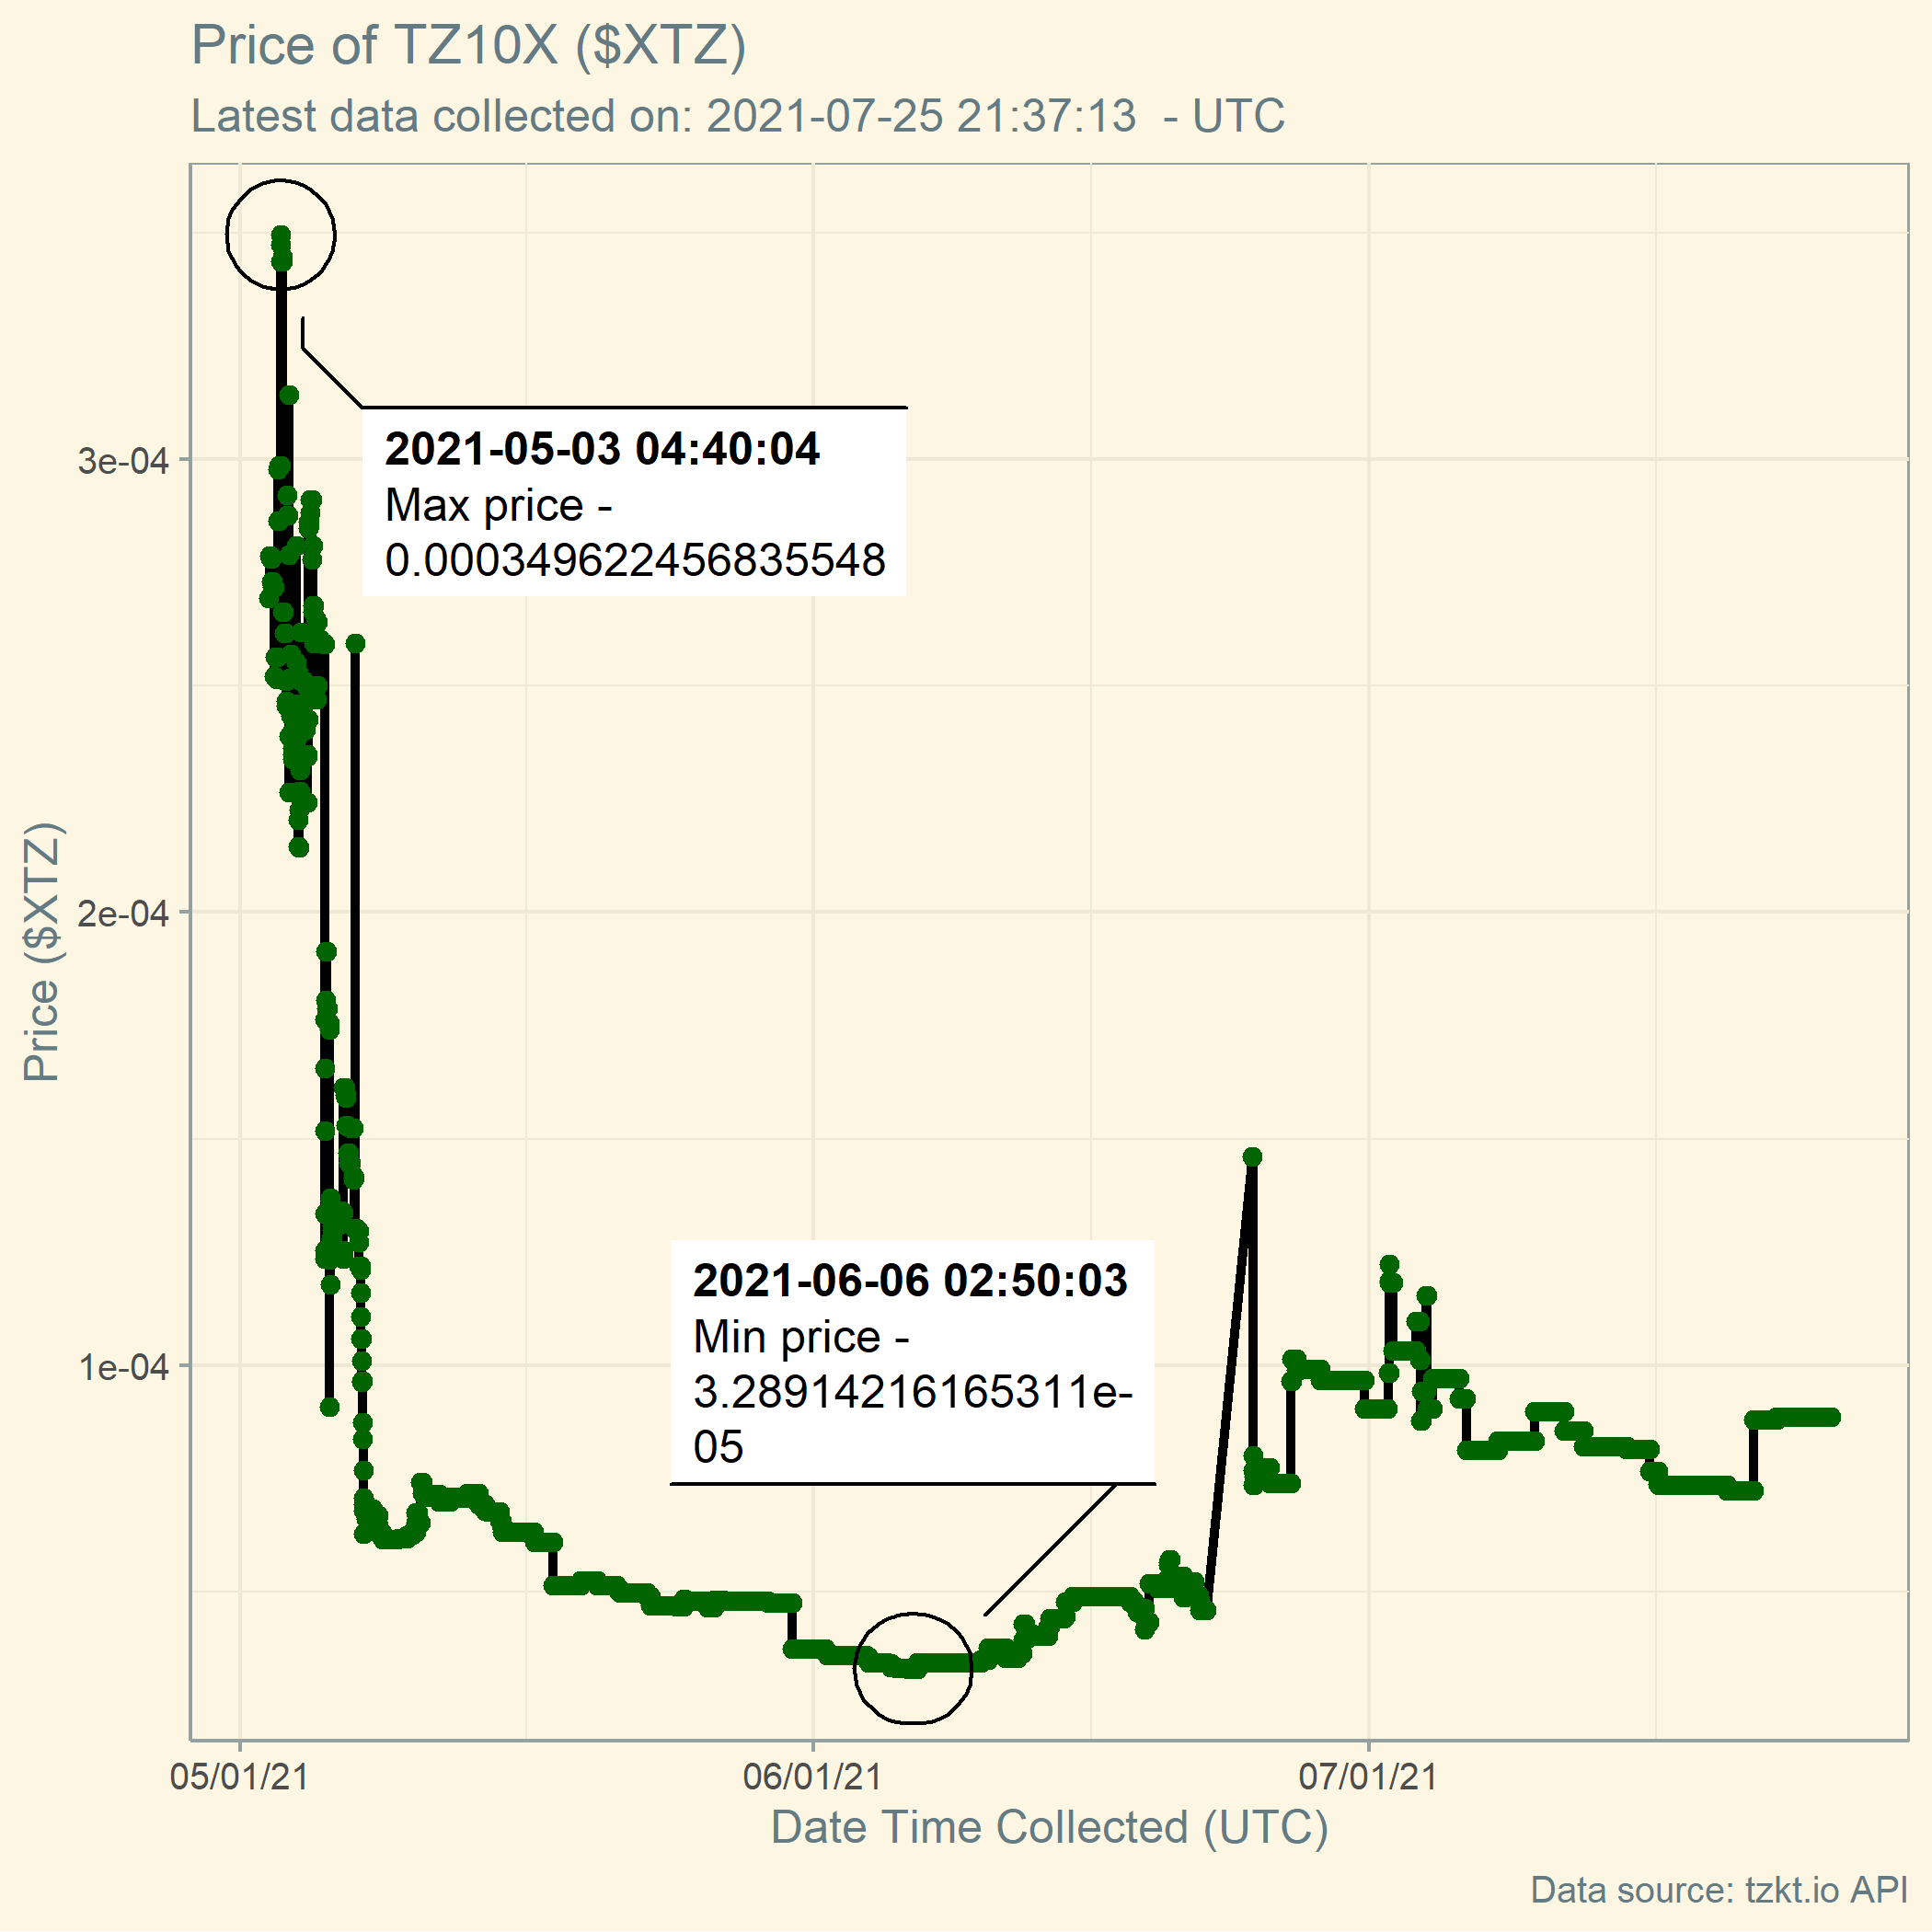 Price of TZ10X ($XTZ)
Latest data collected on: 2021-07-25 21:37:13  - UTC
3e-04
2e-04
1e-04
Price ($XTZ)
2021-05-03 04:40:04
Max price -
0.000349622456835548
2021-06-06 02:50:03
Min price -
3.28914216165311e-
05
05/01/21
06/01/21
07/01/21
Date Time Collected (UTC)
Data source: tzkt.io API